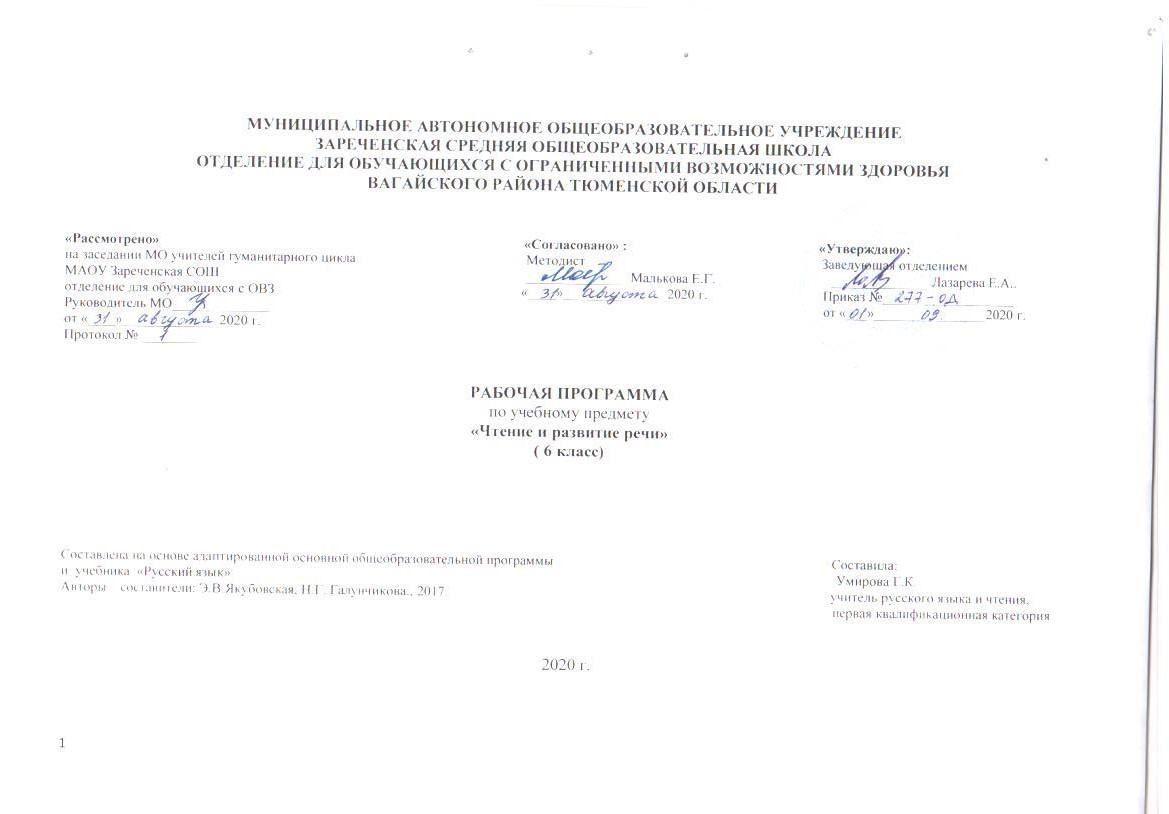 МУНИЦИПАЛЬНОЕ АВТОНОМНОЕ ОБЩЕОБРАЗОВАТЕЛЬНОЕ УЧРЕЖДЕНИЕ
ЗАРЕЧЕНСКАЯ СРЕДНЯЯ ОБЩЕОБРАЗОВАТЕЛЬНАЯ ШКОЛА
ОТДЕЛЕНИЕ ДЛЯ ОБУЧАЮЩИХСЯ С ОГРАНИЧЕННЫМИ ВОЗМОЖНОСТЯМИ ЗДОРОВЬЯ
ВАГАЙСКОГО РАЙОНА ТЮМЕНСКОЙ ОБЛАСТИ
«Рассмотрено»
на заседании МО учителей гуманитарного цикла
МАОУ Зареченская СОШ
отделение для обучающихся с ОВЗ
Руководитель МО
от « 31 » августа 2020 г.
Протокол № 1
«Согласовано» :
Методист
Малькова Е.Г.
« 31 » августа 2020 г.
«Утверждаю»:
Заведующая отделением
Лазарева Е.А..
Приказ № 277-ОД
от « 01 » 09. 2020 г.
РАБОЧАЯ ПРОГРАММА
по учебному предмету
«Чтение и развитие речи»
( 6 класс)
Составлена на основе адаптированной основной общеобразовательной программы
и учебника «Русский язык»
Авторы составители: Э.В Якубовская, Н.Г. Галунчикова., 2017.
Составила:
Умирова Г.К
учитель русского языка и чтения,
первая квалификационная категория
2020 г.
1